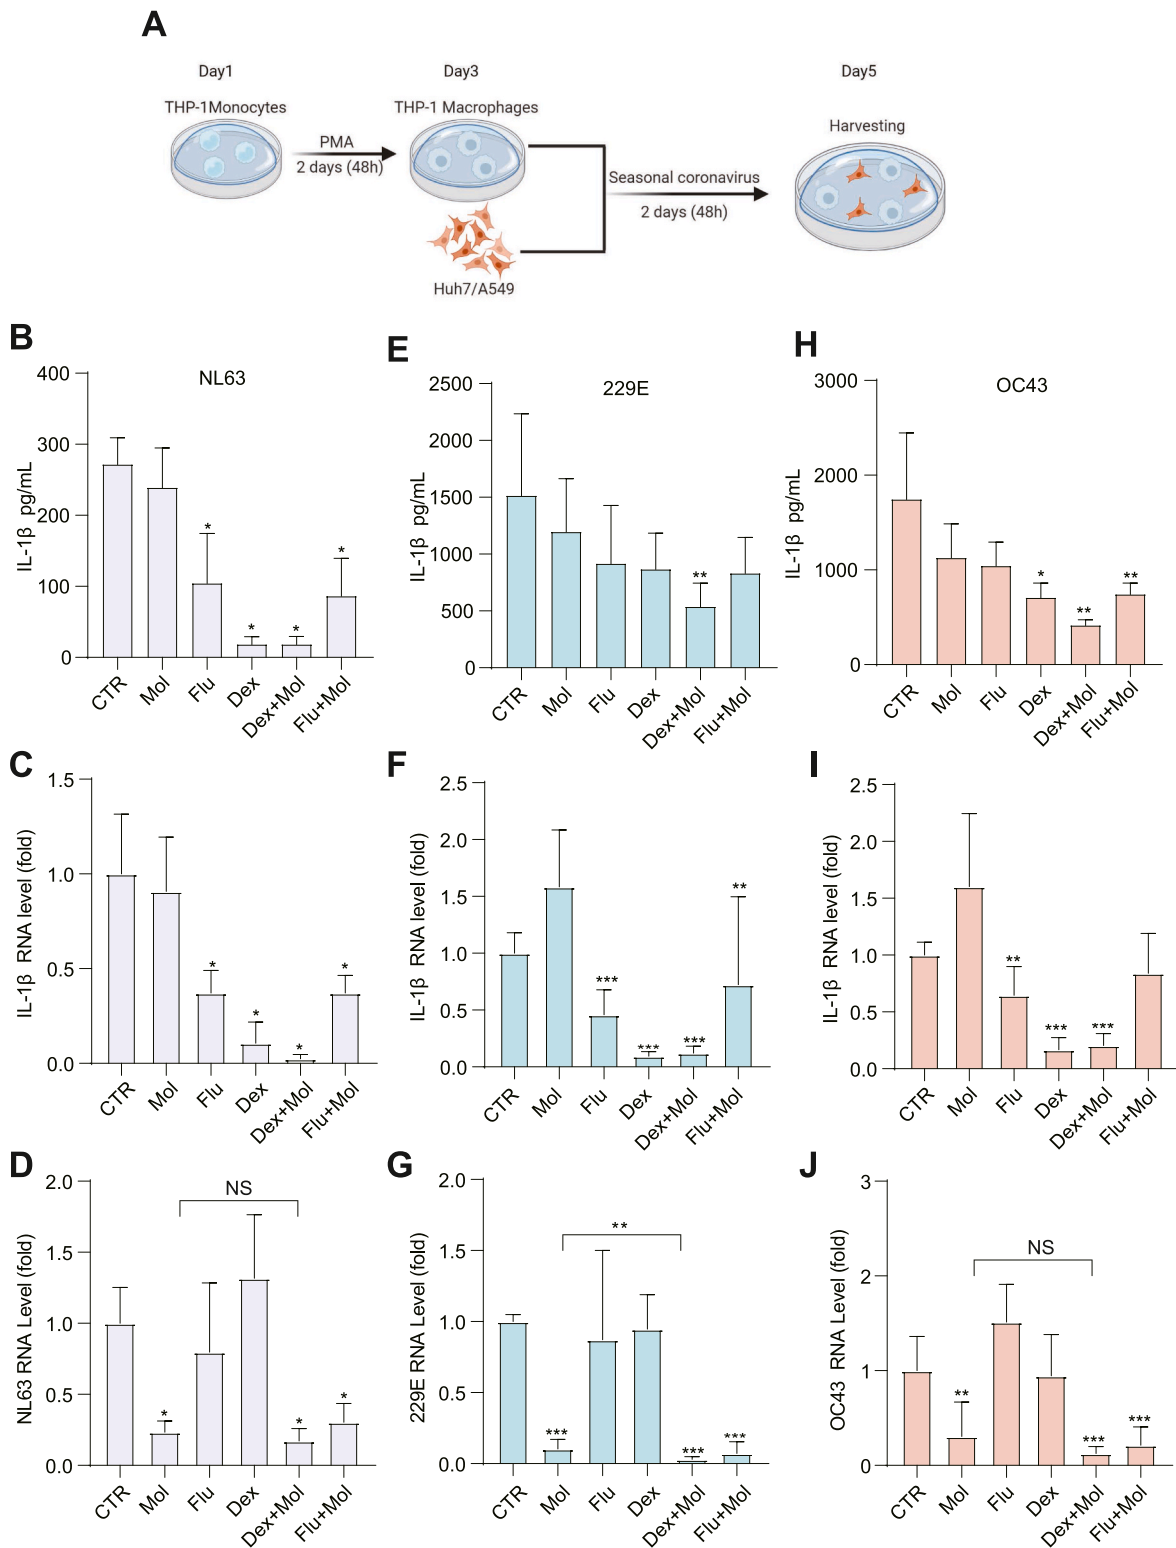 A
Day1
Day3
Day5
THP-1Monocytes
THP-1 Macrophages
Harvesting
PMA
2 days (48h)
Seasonal coronavirus
2 days (48h)
Huh7/A549
B
NL63
IL-1β pg/mL
400
300
200
100
0
*
*
*
*
CTR
Mol
Flu
Dex
Dex+Mol
Flu+Mol
E
229E
IL-1β pg/mL
2500
2000
1500
1000
500
0
**
CTR
Mol
Flu
Dex
Dex+Mol
Flu+Mol
H
OC43
IL-1β pg/mL
3000
2000
1000
0
*
**
**
CTR
Mol
Flu
Dex
Dex+Mol
Flu+Mol
C
IL-1β RNA level (fold)
1.5
1.0
0.5
0.0
*
*
*
*
CTR
Mol
Flu
Dex
Dex+Mol
Flu+Mol
F
IL-1β RNA level (fold)
2.5
2.0
1.5
1.0
0.5
0.0
***
***
***
**
CTR
Mol
Flu
Dex
Dex+Mol
Flu+Mol
I
IL-1β RNA level (fold)
2.5
2.0
1.5
1.0
0.5
0.0
**
***
***
CTR
Mol
Flu
Dex
Dex+Mol
Flu+Mol
D
NL63 RNA Level (fold)
2.0
1.5
1.0
0.5
0.0
NS
*
*
*
CTR
Mol
Flu
Dex
Dex+Mol
Flu+Mol
G
229E RNA Level (fold)
2.0
1.5
1.0
0.5
0.0
**
***
***
***
CTR
Mol
Flu
Dex
Dex+Mol
Flu+Mol
J
OC43 RNA Level (fold)
3
2
1
0
NS
**
***
***
CTR
Mol
Flu
Dex
Dex+Mol
Flu+Mol